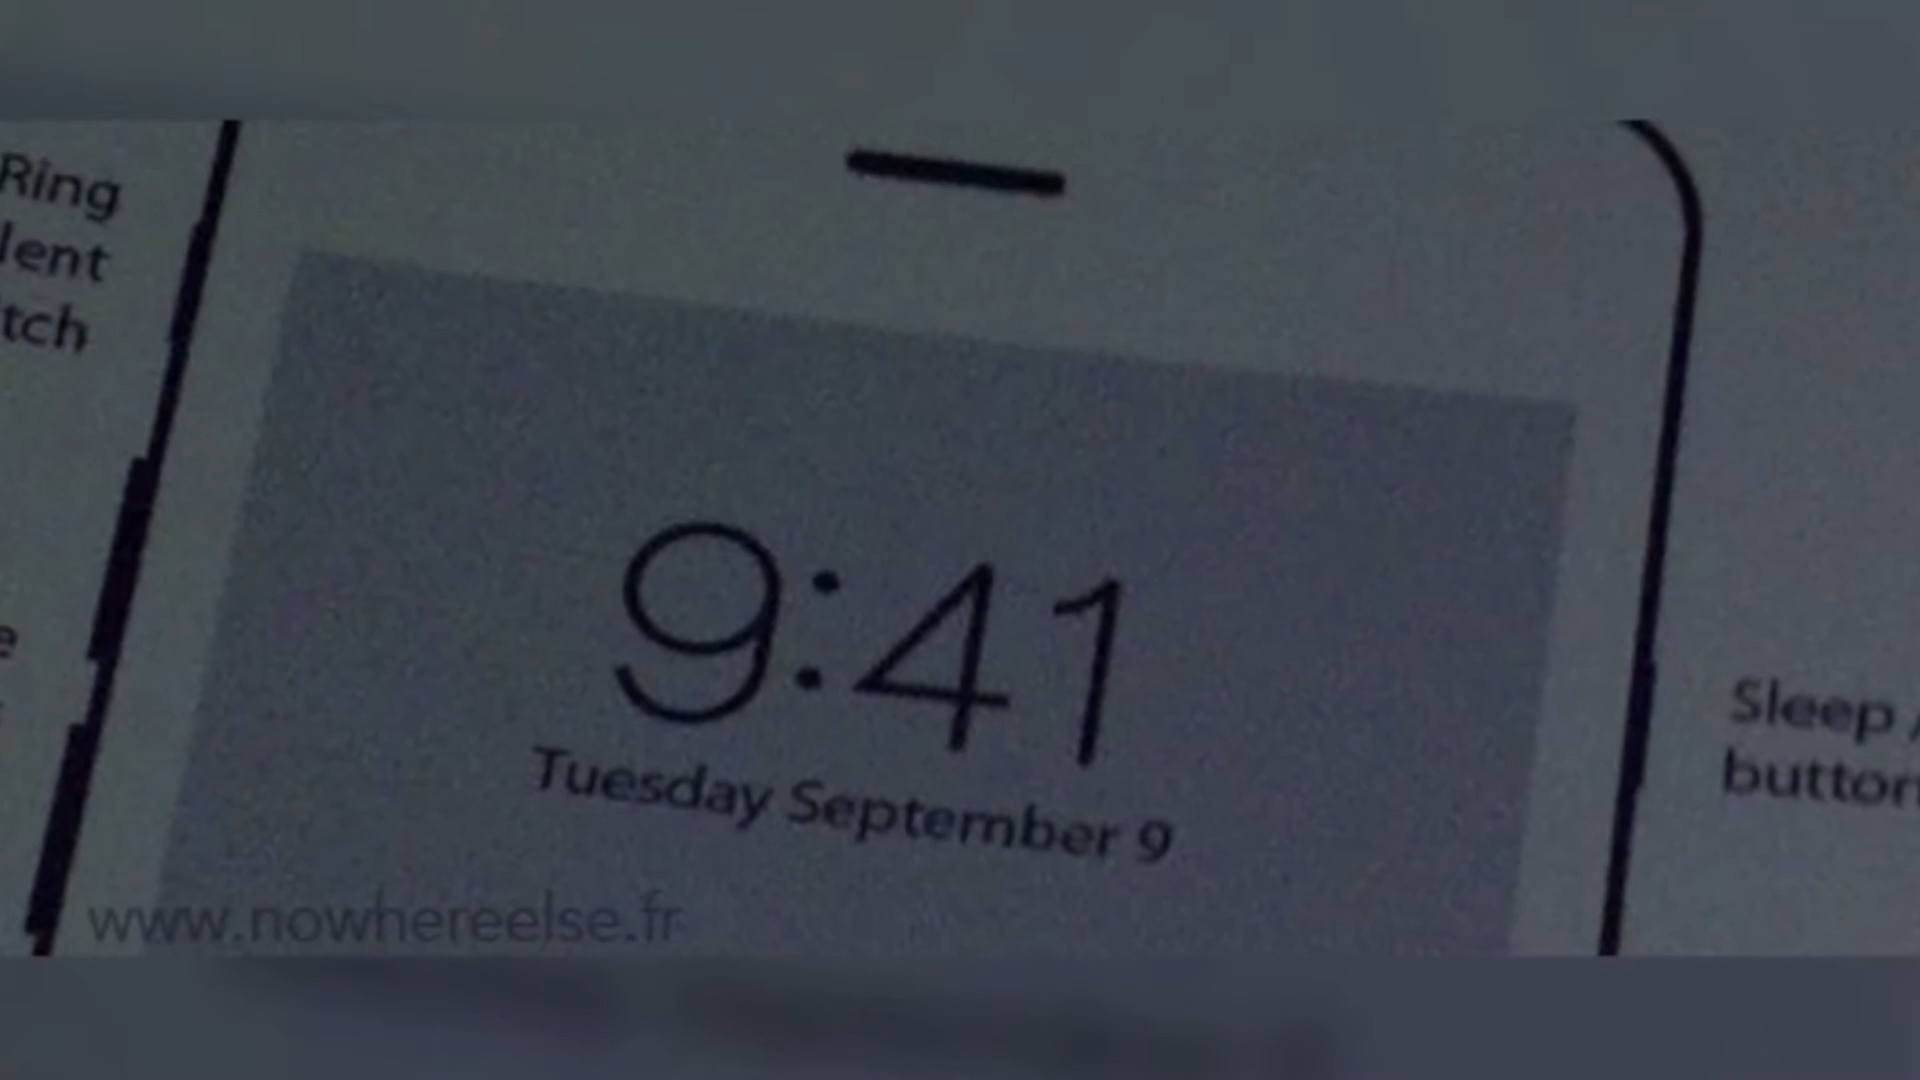 Ring
lent
tch
e
9:41
Tuesday September 9
Sleep /
button
www.nowhereelse.fr